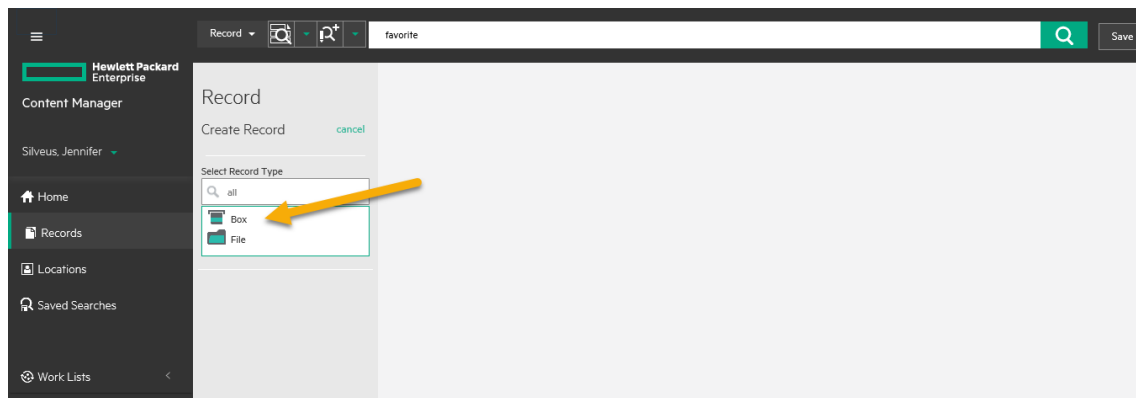 Record
favorite
Save
Hewlett Packard
Enterprise
Content Manager
Silveus, Jennifer
Home
Records
Locations
Saved Searches
Work Lists
Record
Create Record
cancel
Select Record Type
all
Box
File